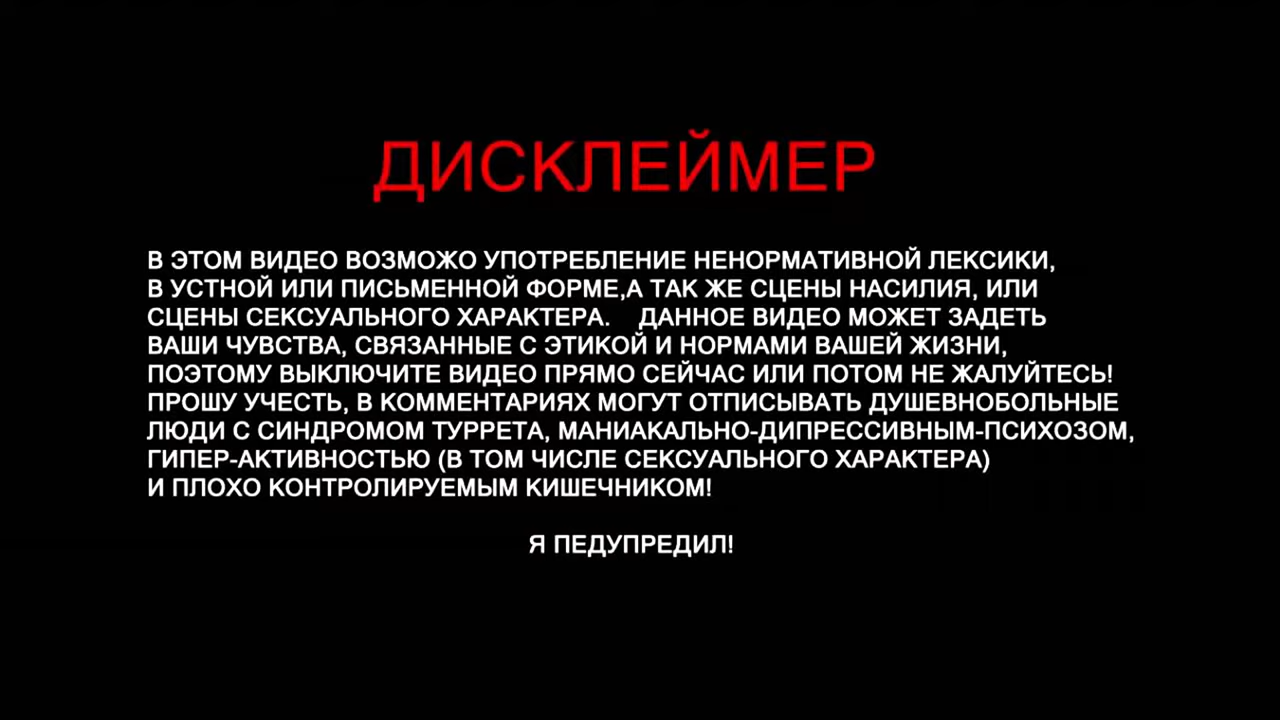 ДИСКЛЕЙМЕР
В ЭТОМ ВИДЕО ВОЗМОЖО УПОТРЕБЛЕНИЕ НЕНОРМАТИВНОЙ ЛЕКСИКИ,
В УСТНОЙ ИЛИ ПИСЬМЕННОЙ ФОРМЕ,А ТАК ЖЕ СЦЕНЫ НАСИЛИЯ, ИЛИ
СЦЕНЫ СЕКСУАЛЬНОГО ХАРАКТЕРА. ДАННОЕ ВИДЕО МОЖЕТ ЗАДЕТЬ
ВАШИ ЧУВСТВА, СВЯЗАННЫЕ С ЭТИКОЙ И НОРМАМИ ВАШЕЙ ЖИЗНИ,
ПОЭТОМУ ВЫКЛЮЧИТЕ ВИДЕО ПРЯМО СЕЙЧАС ИЛИ ПОТОМ НЕ ЖАЛУЙТЕСЬ!
ПРОШУ УЧЕСТЬ, В КОММЕНТАРИЯХ МОГУТ ОТПИСЫВАТЬ ДУШЕВНОБОЛЬНЫЕ
ЛЮДИ С СИНДРОМОМ ТУРРЕТА, МАНИАКАЛЬНО-ДИПРЕССИВНЫМ-ПСИХОЗОМ,
ГИПЕР-АКТИВНОСТЬЮ (В ТОМ ЧИСЛЕ СЕКСУАЛЬНОГО ХАРАКТЕРА)
И ПЛОХО КОНТРОЛИРУЕМЫМ КИШЕЧНИКОМ!
Я ПЕДУПРЕДИЛ!